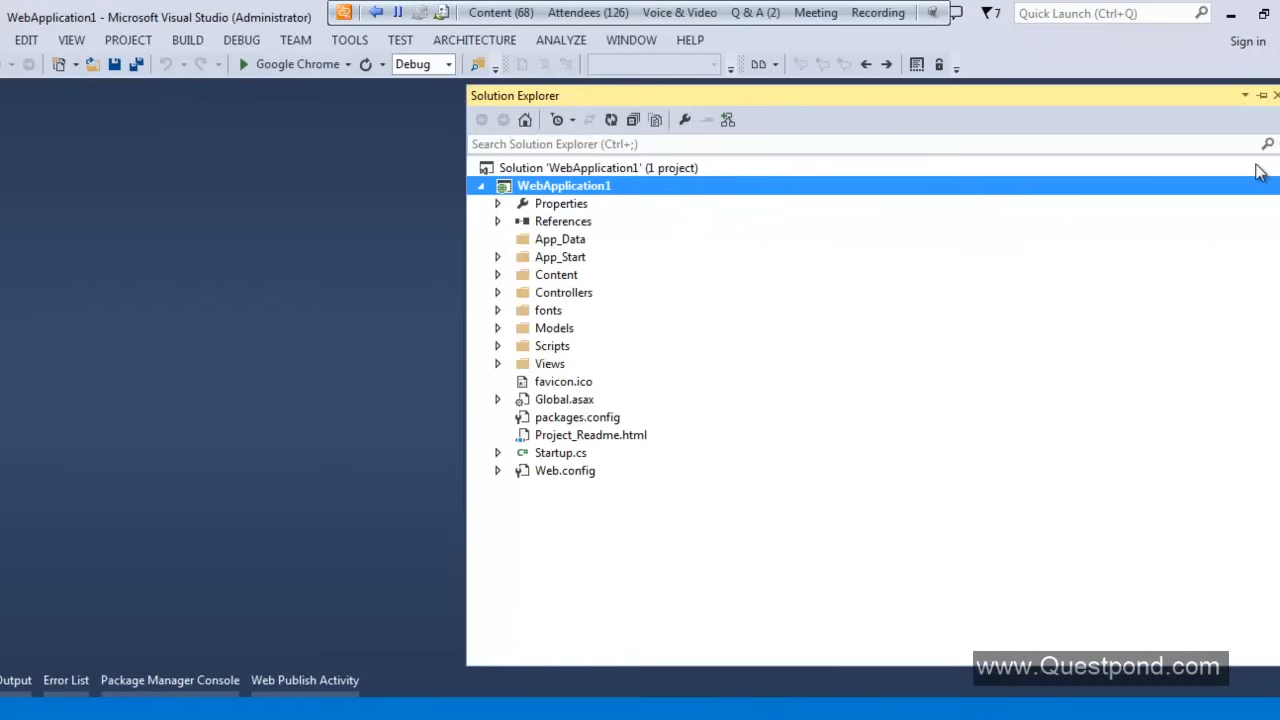 WebApplication1 - Microsoft Visual Studio (Administrator)
Content (68) Attendees (126) Voice & Video Q & A (2) Meeting Recording
7
Quick Launch (Ctrl+Q)
EDIT VIEW PROJECT BUILD DEBUG TEAM TOOLS TEST ARCHITECTURE ANALYZE WINDOW HELP
Sign in
Google Chrome Debug
Solution Explorer
Search Solution Explorer (Ctrl+;)
Solution 'WebApplication1' (1 project)
WebApplication1
Properties
References
App_Data
App_Start
Content
Controllers
fonts
Models
Scripts
Views
favicon.ico
Global.asax
packages.config
Project_Readme.html
C# Startup.cs
Web.config
www.Questpond.com
Output Error List Package Manager Console Web Publish Activity